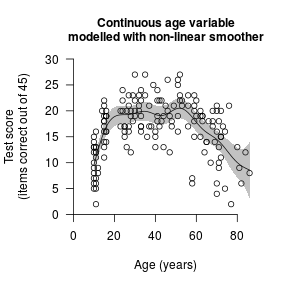 Continuous age variable
modelled with non-linear smoother
Test score
(items correct out of 45)
30
25
20
15
10
5
0
0 20 40 60 80
Age (years)